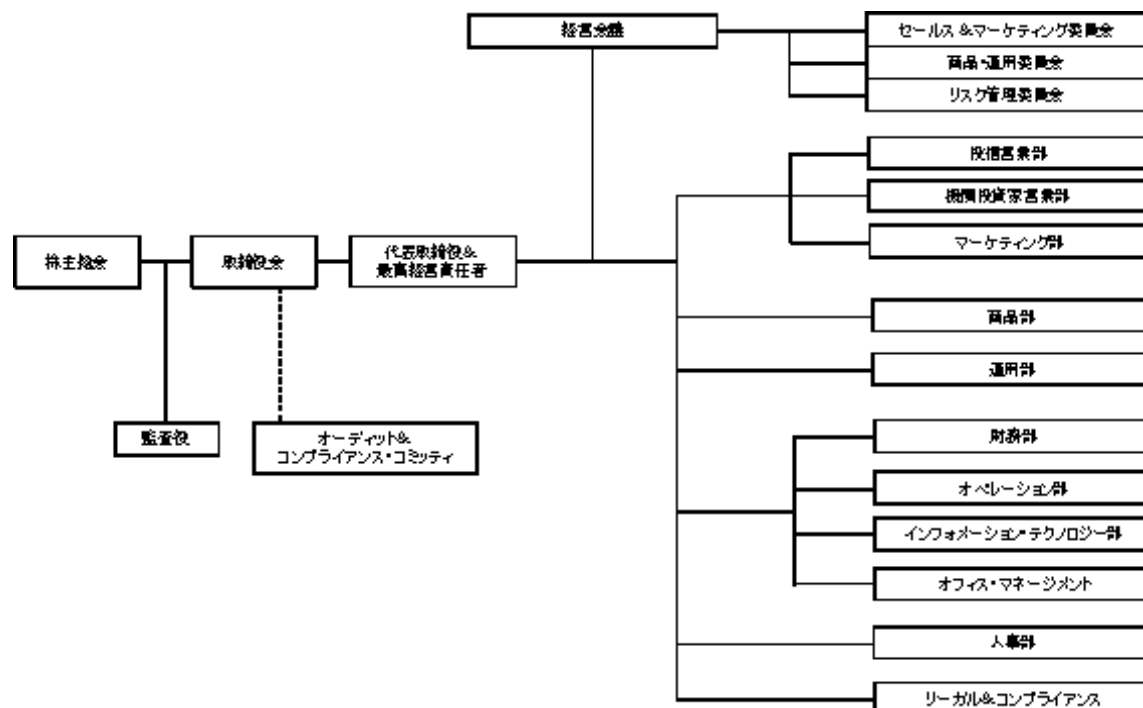 経営会議
セールス&マーケティング委員会
商品・運用委員会
リスク管理委員会
投信営業部
機関投資家営業部
マーケティング部
株主総会
取締役会
代表取締役&
最高経営責任者
商品部
運用部
監査役
オーディット&
コンプライアンス・コミッティ
財務部
オペレーション部
インフォメーション・テクノロジー部
オフィス・マネージメント
人事部
リーガル&コンプライアンス